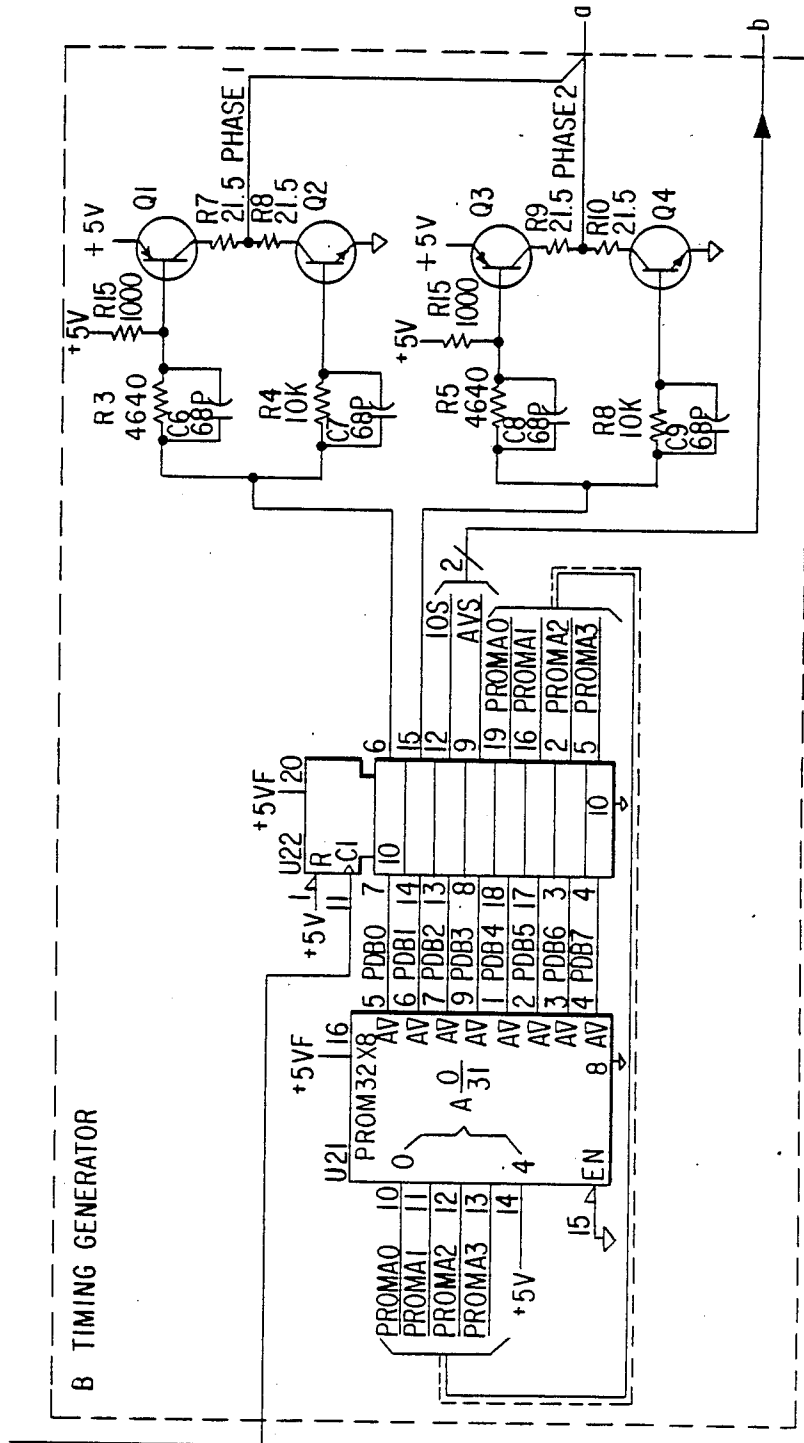 B TIMING GENERATOR
PROMA0
PROMA1
PROMA2
PROMA3
+5V
10
11
12
13
14
15
U21
+5VF
16
PROM32X8
0
4
A 0/31
EN
8
AV
AV
AV
AV
AV
AV
AV
AV
5 PDB0 7
6 PDB1 14
7 PDB2 13
9 PDB3 8
1 PDB4 18
2 PDB5 17
3 PDB6 3
4 PDB7 4
+5V
1
11
U22
+5VF
20
R
C1
1D
10
6
15
12 IOS
9 AVS
19 PROMA0
16 PROMA1
2 PROMA2
5 PROMA3
2
R3
4640
C6
68P
+5V
R15
1000
+5V
Q1
R7
21.5
R8
21.5
PHASE 1
R4
10K
C7
68P
Q2
R5
4640
C8
68P
+5V
R15
1000
+5V
Q3
R9
21.5
R10
21.5
PHASE2
R8
10K
C9
68P
Q4
a
b